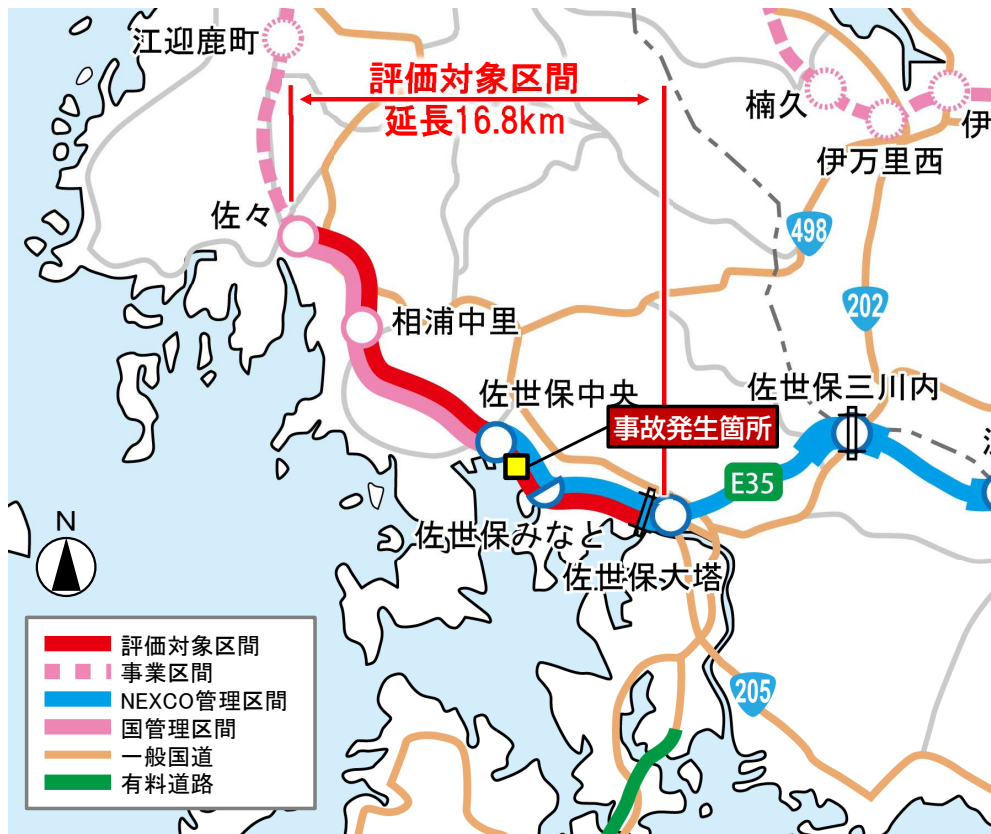 江迎鹿町
評価対象区間
延長16.8km
楠久
伊
伊万里西
佐々
498
202
相浦中里
佐世保中央
佐世保三川内
事故発生箇所
E35
佐世保みなと
佐世保大塔
N
205
評価対象区間
事業区間
NEXCO管理区間
国管理区間
一般国道
有料道路